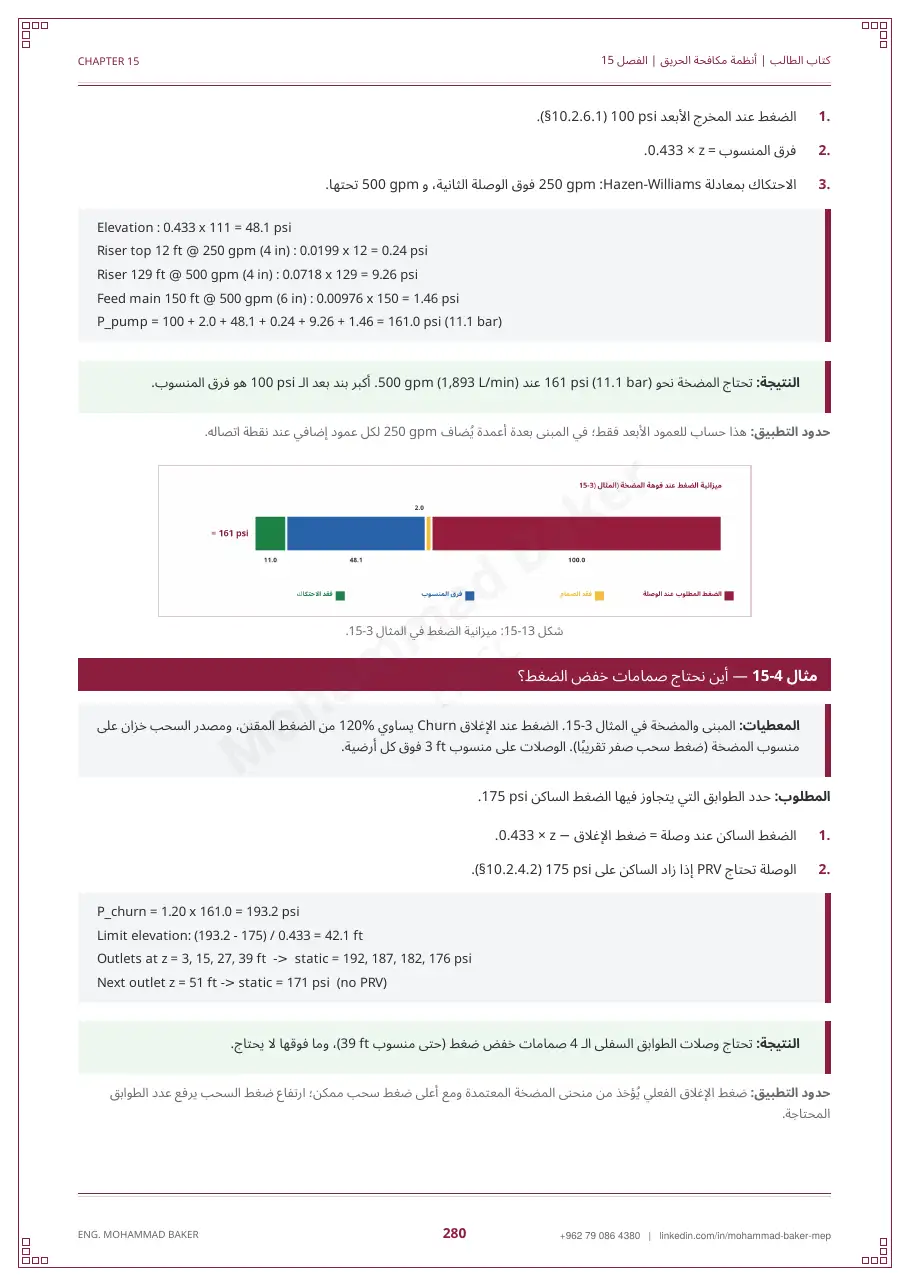 CHAPTER 15
كتاب الطالب | أنظمة مكافحة الحريق | الفصل 15
1. الضغط عند المخرج الأبعد 100 psi (§10.2.6.1).
2. فرق المنسوب = 0.433 × z.
3. الاحتكاك بمعادلة Hazen-Williams: 250 gpm فوق الوصلة الثانية، و 500 gpm تحتها.
Elevation : 0.433 x 111 = 48.1 psi
Riser top 12 ft @ 250 gpm (4 in) : 0.0199 x 12 = 0.24 psi
Riser 129 ft @ 500 gpm (4 in) : 0.0718 x 129 = 9.26 psi
Feed main 150 ft @ 500 gpm (6 in) : 0.00976 x 150 = 1.46 psi
P_pump = 100 + 2.0 + 48.1 + 0.24 + 9.26 + 1.46 = 161.0 psi (11.1 bar)
النتيجة: تحتاج المضخة نحو 161 psi (11.1 bar) عند 500 gpm (1,893 L/min). أكبر بند بعد الـ 100 psi هو فرق المنسوب.
حدود التطبيق: هذا حساب للعمود الأبعد فقط؛ في المبنى بعدة أعمدة يُضاف 250 gpm لكل عمود إضافي عند نقطة اتصاله.
ميزانية الضغط عند فوهة المضخة (المثال 3-15)
2.0
= 161 psi
11.0 48.1 100.0
الضغط المطلوب عند الوصلة فقد الصمام فرق المنسوب فقد الاحتكاك
شكل 13-15: ميزانية الضغط في المثال 3-15.
مثال 4-15 — أين نحتاج صمامات خفض الضغط؟
المعطيات: المبنى والمضخة في المثال 3-15. الضغط عند الإغلاق Churn يساوي 120% من الضغط المقنن، ومصدر السحب خزان على
منسوب المضخة (ضغط سحب صفر تقريبًا). الوصلات على منسوب 3 ft فوق كل أرضية.
المطلوب: حدد الطوابق التي يتجاوز فيها الضغط الساكن 175 psi.
1. الضغط الساكن عند وصلة = ضغط الإغلاق − 0.433 × z.
2. الوصلة تحتاج PRV إذا زاد الساكن على 175 psi (§10.2.4.2).
P_churn = 1.20 x 161.0 = 193.2 psi
Limit elevation: (193.2 - 175) / 0.433 = 42.1 ft
Outlets at z = 3, 15, 27, 39 ft -> static = 192, 187, 182, 176 psi
Next outlet z = 51 ft -> static = 171 psi (no PRV)
النتيجة: تحتاج وصلات الطوابق السفلى الـ 4 صمامات خفض ضغط (حتى منسوب 39 ft)، وما فوقها لا يحتاج.
حدود التطبيق: ضغط الإغلاق الفعلي يُؤخذ من منحنى المضخة المعتمدة ومع أعلى ضغط سحب ممكن؛ ارتفاع ضغط السحب يرفع عدد الطوابق
المحتاجة.
ENG. MOHAMMAD BAKER
280
+962 79 086 4380 | linkedin.com/in/mohammad-baker-mep
Mohammad Baker